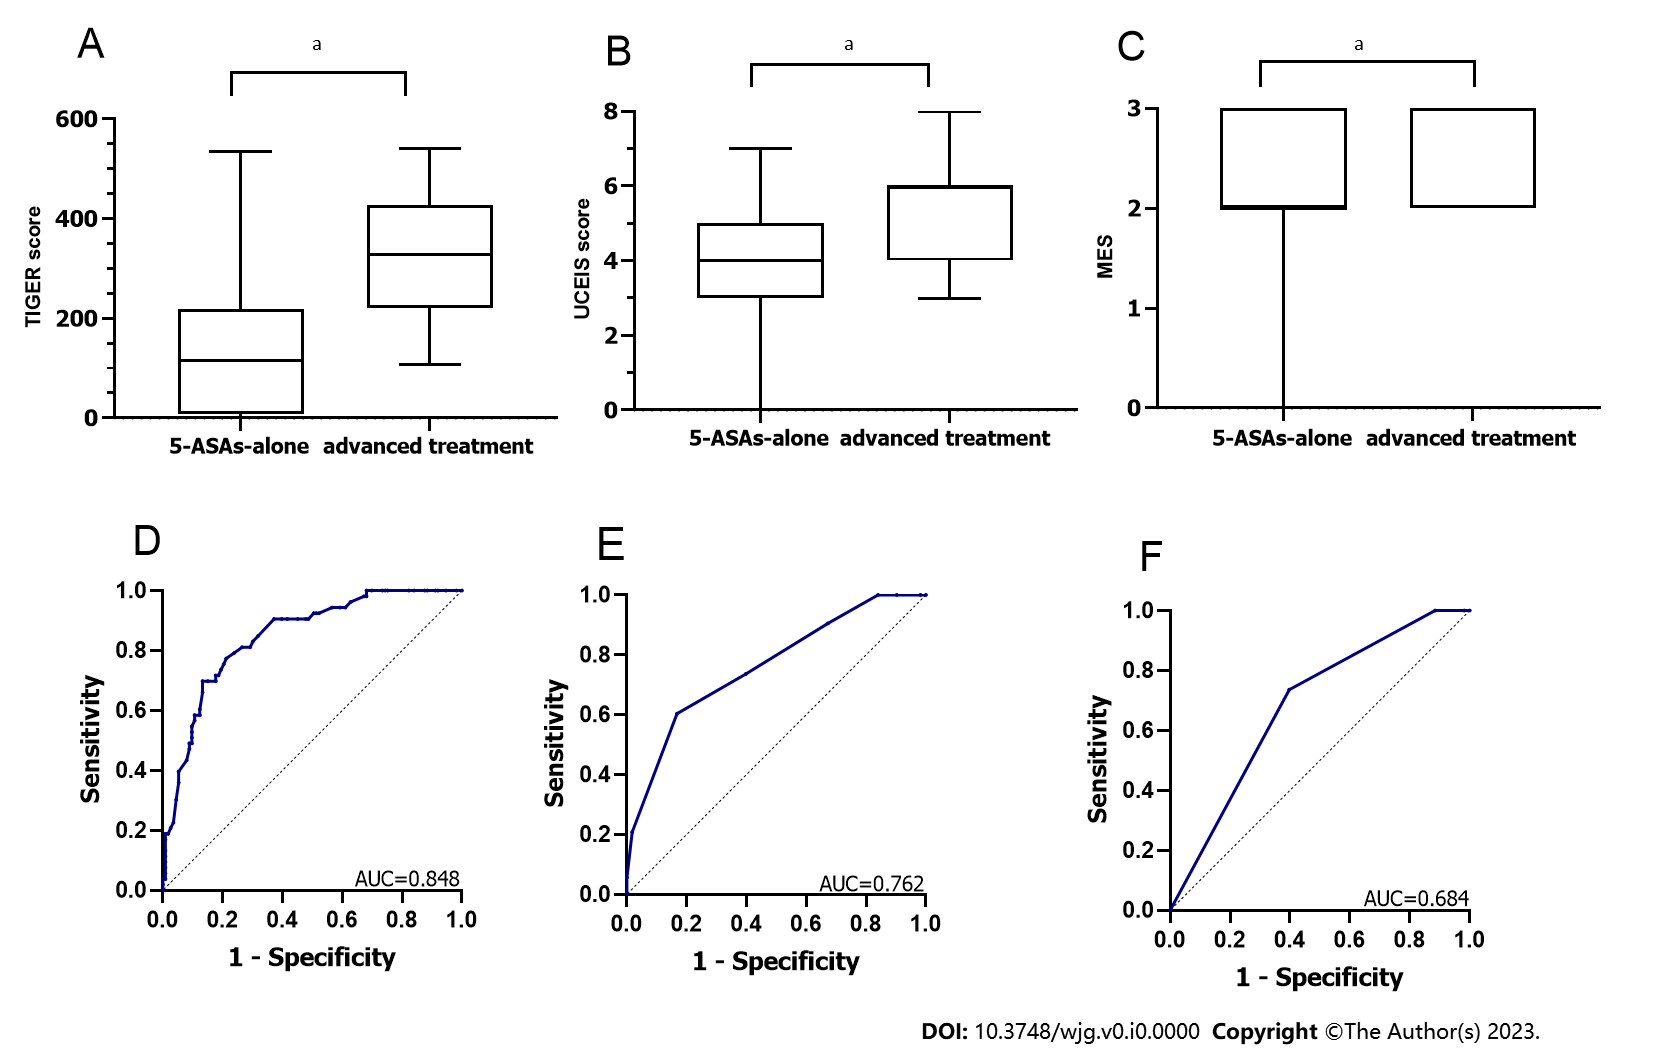 A
a
TIGER score
600
400
200
0
5-ASAs-alone advanced treatment
B
a
UCEIS score
8
6
4
2
0
5-ASAs-alone advanced treatment
C
a
MES
3
2
1
0
5-ASAs-alone advanced treatment
D
Sensitivity
1.0
0.8
0.6
0.4
0.2
0.0
AUC=0.848
0.0 0.2 0.4 0.6 0.8 1.0
1 - Specificity
E
Sensitivity
1.0
0.8
0.6
0.4
0.2
0.0
AUC=0.762
0.0 0.2 0.4 0.6 0.8 1.0
1 - Specificity
F
Sensitivity
1.0
0.8
0.6
0.4
0.2
0.0
AUC=0.684
0.0 0.2 0.4 0.6 0.8 1.0
1 - Specificity
DOI: 10.3748/wjg.v0.i0.0000 Copyright ©The Author(s) 2023.